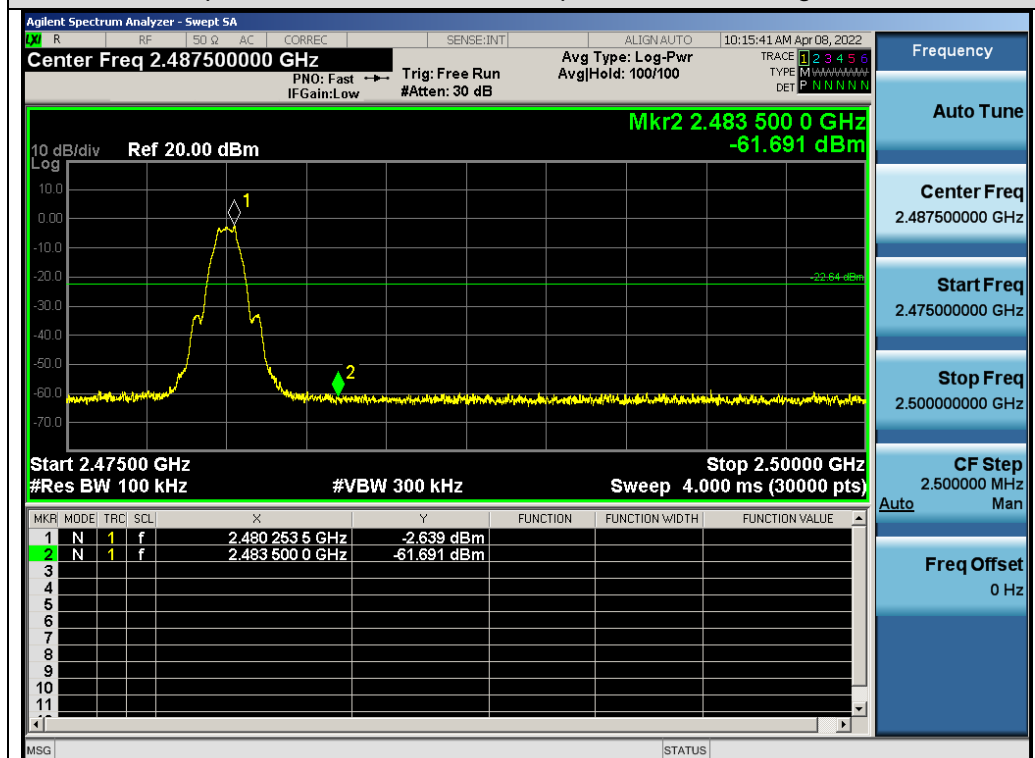 Agilent Spectrum Analyzer - Swept SA
LXI R RF 50 Ω AC CORREC SENSE:INT ALIGNAUTO 10:15:41 AM Apr 08, 2022
Center Freq 2.487500000 GHz
PNO: Fast
IFGain:Low
Trig: Free Run
#Atten: 30 dB
Avg Type: Log-Pwr
Avg|Hold: 100/100
TRACE 1 2 3 4 5 6
TYPE M
DET P N N N N N
Mkr2 2.483 500 0 GHz
-61.691 dBm
10 dB/div Ref 20.00 dBm
Log
10.0
0.00
-10.0
-20.0
-30.0
-40.0
-50.0
-60.0
-70.0
1
2
-22.64 dBm
Start 2.47500 GHz Stop 2.50000 GHz
#Res BW 100 kHz #VBW 300 kHz Sweep 4.000 ms (30000 pts)
MKR MODE TRC SCL X Y FUNCTION FUNCTION WIDTH FUNCTION VALUE
1 N 1 f 2.480 253 5 GHz -2.639 dBm
2 N 1 f 2.483 500 0 GHz -61.691 dBm
3
4
5
6
7
8
9
10
11
MSG STATUS
Frequency
Auto Tune
Center Freq
2.487500000 GHz
Start Freq
2.475000000 GHz
Stop Freq
2.500000000 GHz
CF Step
2.500000 MHz
Auto Man
Freq Offset
0 Hz